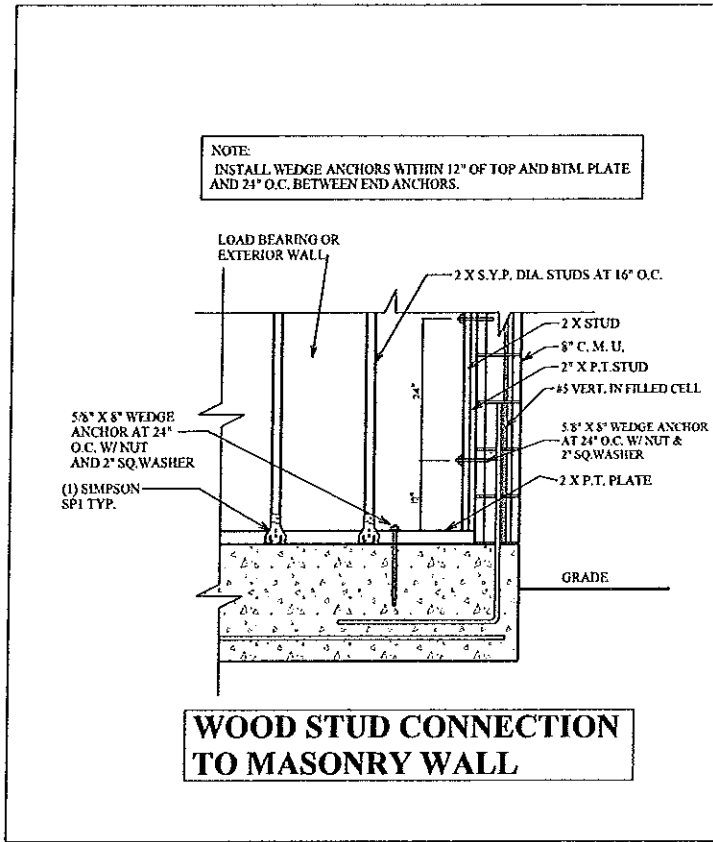 NOTE:
INSTALL WEDGE ANCHORS WITHIN 12" OF TOP AND BTM. PLATE
AND 24" O.C. BETWEEN END ANCHORS.
LOAD BEARING OR
EXTERIOR WALL
2 X S.Y.P. DIA. STUDS AT 16" O.C.
2 X STUD
8" C. M. U.
2" X P.T. STUD
#5 VERT. IN FILLED CELL
24"
5/8" X 8" WEDGE
ANCHOR AT 24"
O.C. W/ NUT
AND 2" SQ.WASHER
5/8" X 8" WEDGE ANCHOR
AT 24" O.C. W/ NUT &
2" SQ.WASHER
12"
2 X P.T. PLATE
(1) SIMPSON
SP1 TYP.
GRADE
WOOD STUD CONNECTION
TO MASONRY WALL